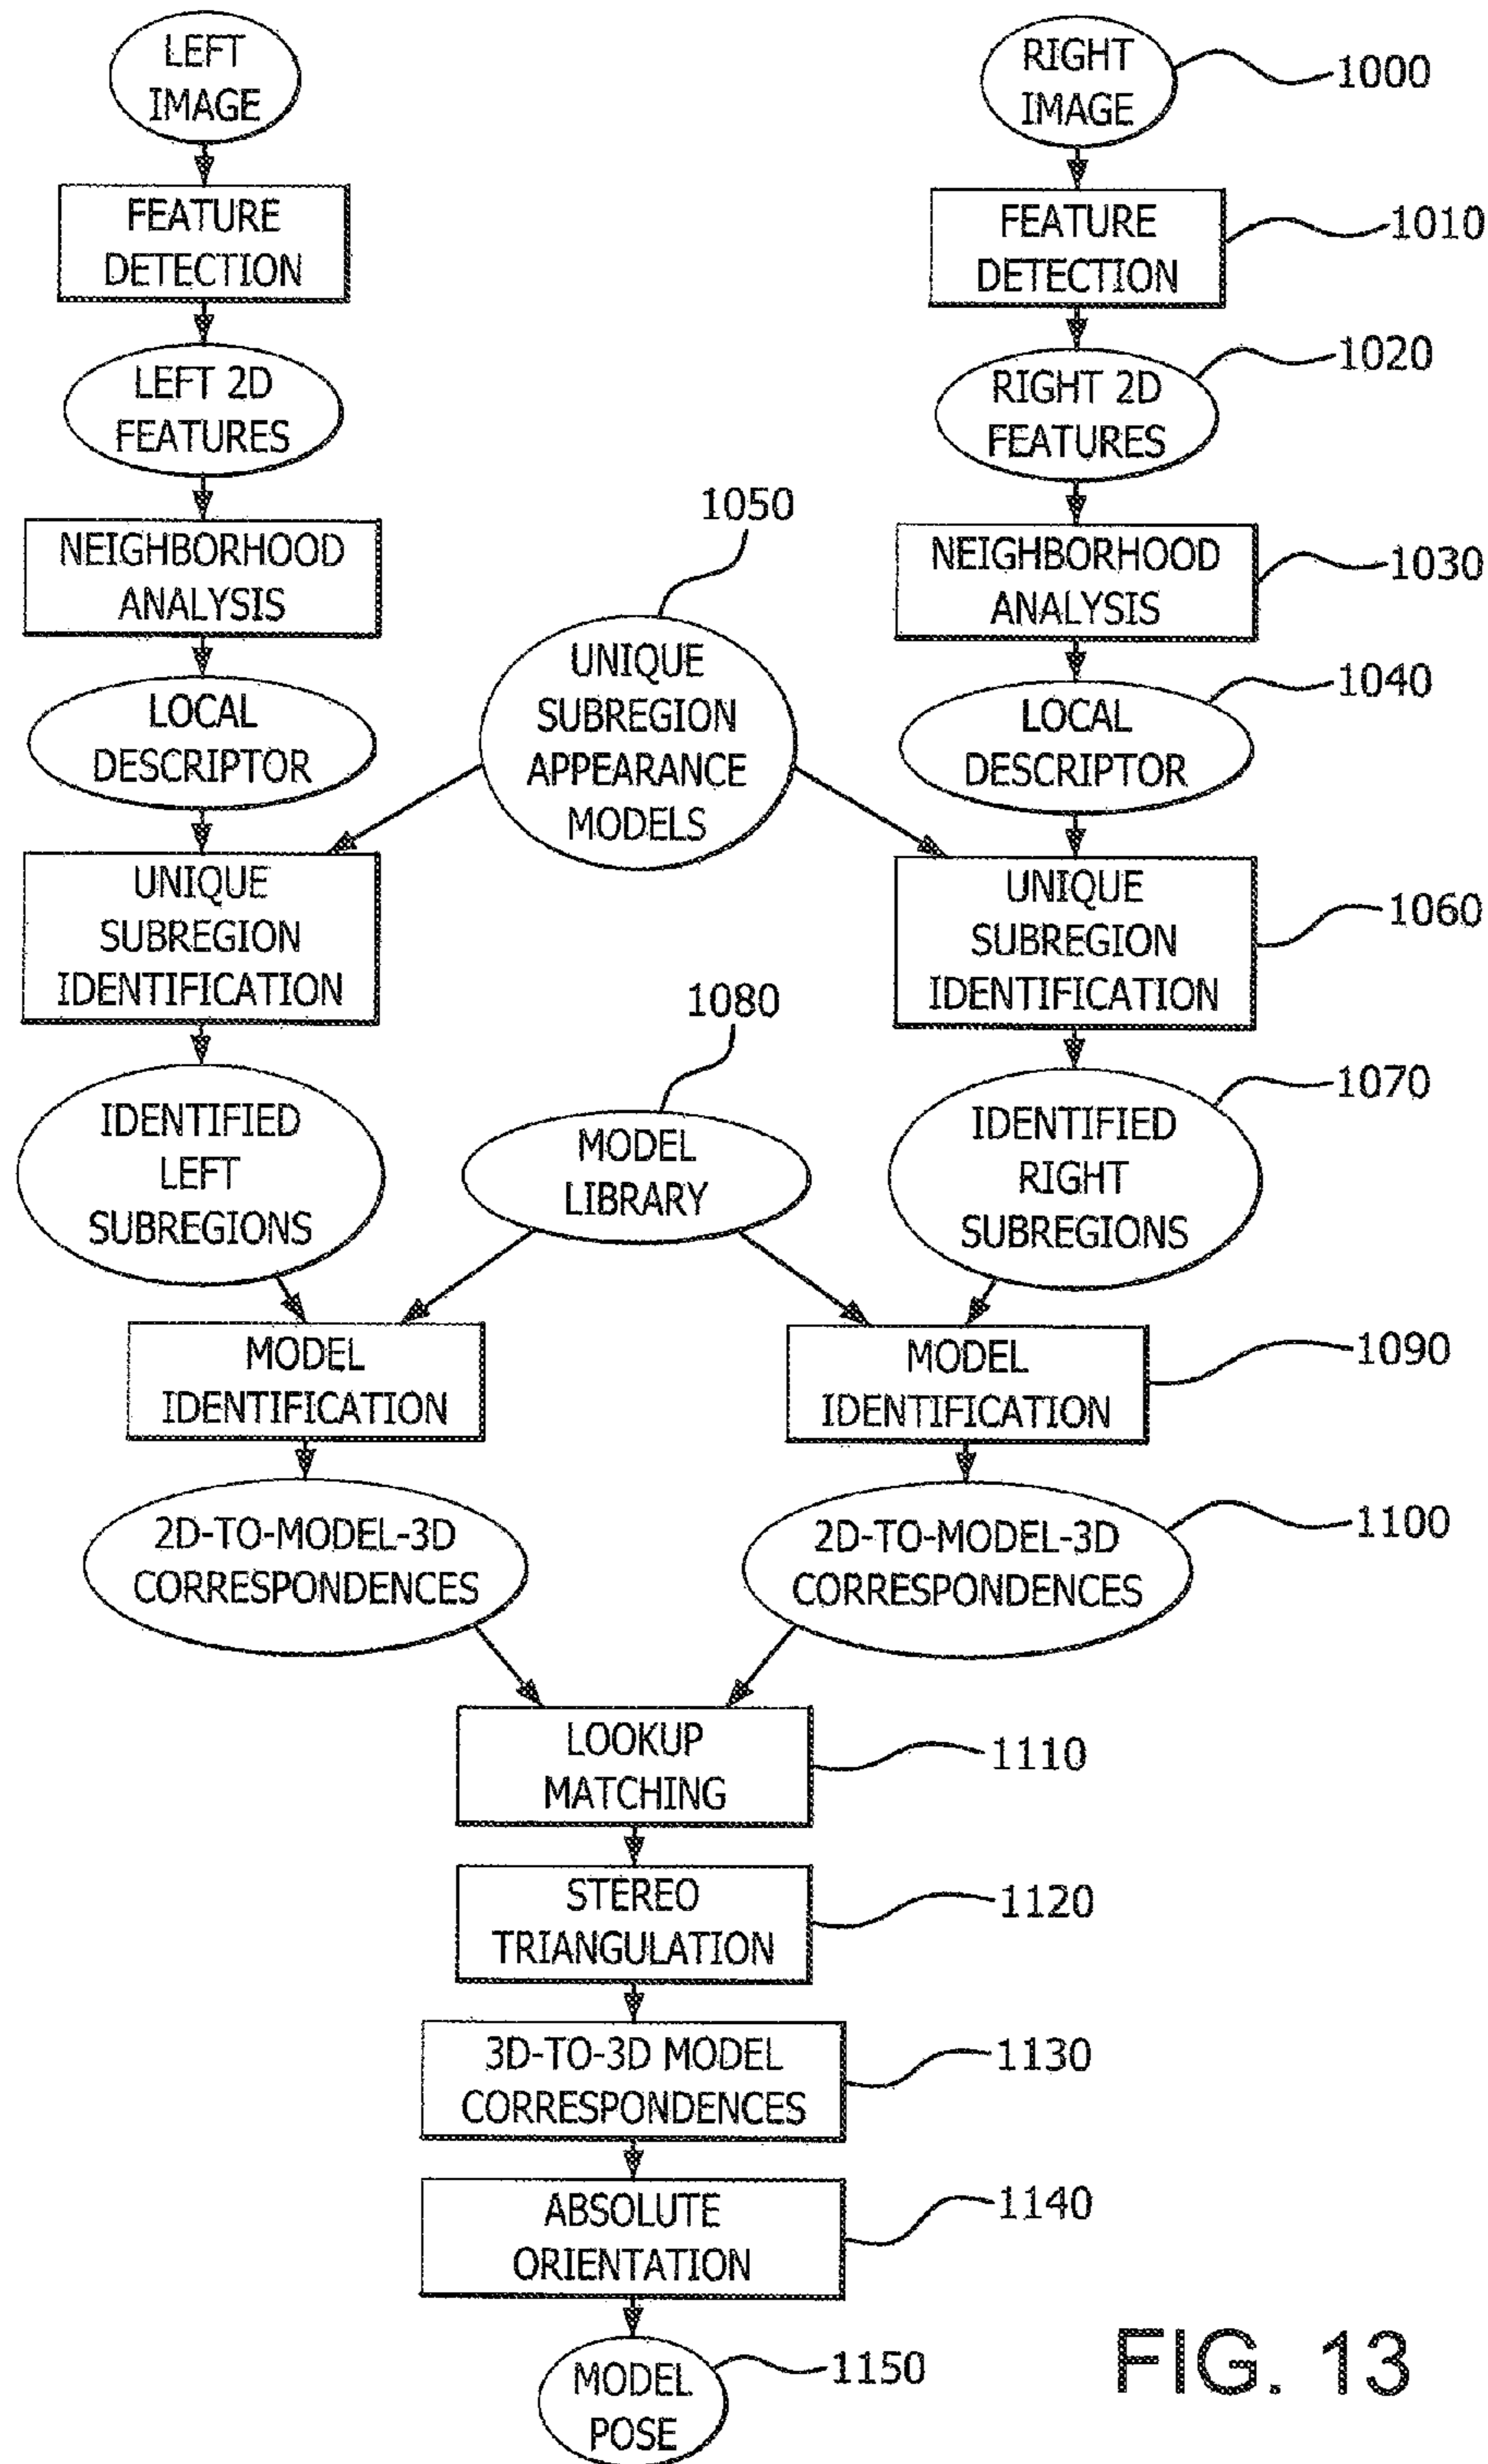 LEFT
IMAGE
RIGHT
IMAGE
1000
FEATURE
DETECTION
FEATURE
DETECTION
1010
LEFT 2D
FEATURES
RIGHT 2D
FEATURES
1020
NEIGHBORHOOD
ANALYSIS
1050
NEIGHBORHOOD
ANALYSIS
1030
LOCAL
DESCRIPTOR
UNIQUE
SUBREGION
APPEARANCE
MODELS
LOCAL
DESCRIPTOR
1040
UNIQUE
SUBREGION
IDENTIFICATION
UNIQUE
SUBREGION
IDENTIFICATION
1060
IDENTIFIED
LEFT
SUBREGIONS
1080
MODEL
LIBRARY
IDENTIFIED
RIGHT
SUBREGIONS
1070
MODEL
IDENTIFICATION
MODEL
IDENTIFICATION
1090
2D-TO-MODEL-3D
CORRESPONDENCES
2D-TO-MODEL-3D
CORRESPONDENCES
1100
LOOKUP
MATCHING
1110
STEREO
TRIANGULATION
1120
3D-TO-3D MODEL
CORRESPONDENCES
1130
ABSOLUTE
ORIENTATION
1140
MODEL
POSE
1150
FIG. 13